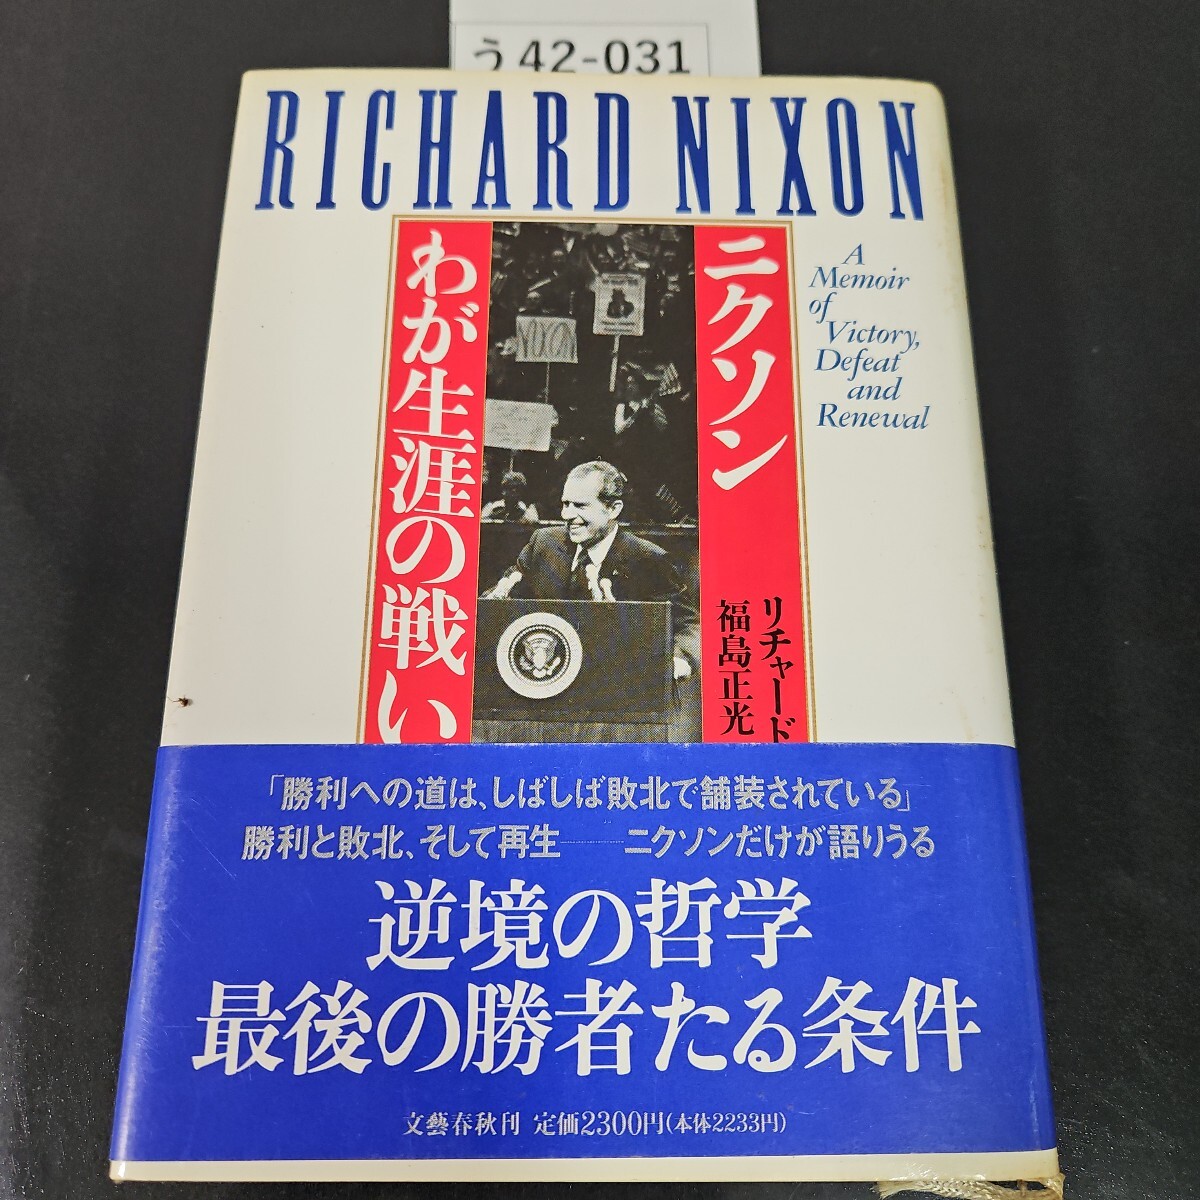 う42-031
RICHARD NIXON
A
Memoir
of
Victory,
Defeat
and
Renewal
ニクソン
わが生涯の戦い
リチャード
福島正光
NIXON
「勝利への道は、しばしば敗北で舗装されている」
勝利と敗北、そして再生――ニクソンだけが語りうる
逆境の哲学
最後の勝者たる条件
文藝春秋刊 定価2300円(本体2233円)